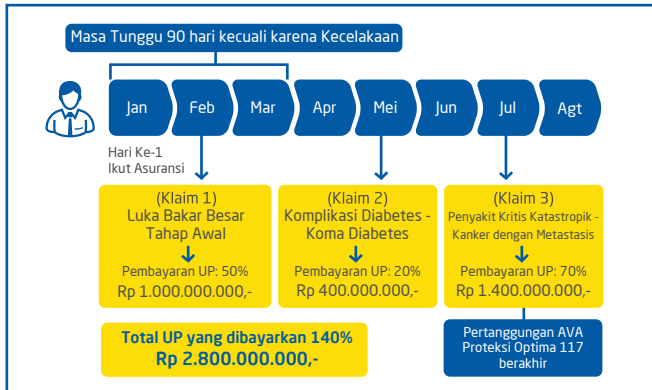 Masa Tunggu 90 hari kecuali karena Kecelakaan
Jan
Feb
Mar
Apr
Mei
Jun
Jul
Agt
Hari Ke-1
Ikut Asuransi
(Klaim 1)
Luka Bakar Besar
Tahap Awal
Pembayaran UP: 50%
Rp 1.000.000.000,-
(Klaim 2)
Komplikasi Diabetes -
Koma Diabetes
Pembayaran UP: 20%
Rp 400.000.000,-
(Klaim 3)
Penyakit Kritis Katastropik -
Kanker dengan Metastasis
Pembayaran UP: 70%
Rp 1.400.000.000,-
Total UP yang dibayarkan 140%
Rp 2.800.000.000,-
Pertanggungan AVA
Proteksi Optima 117
berakhir